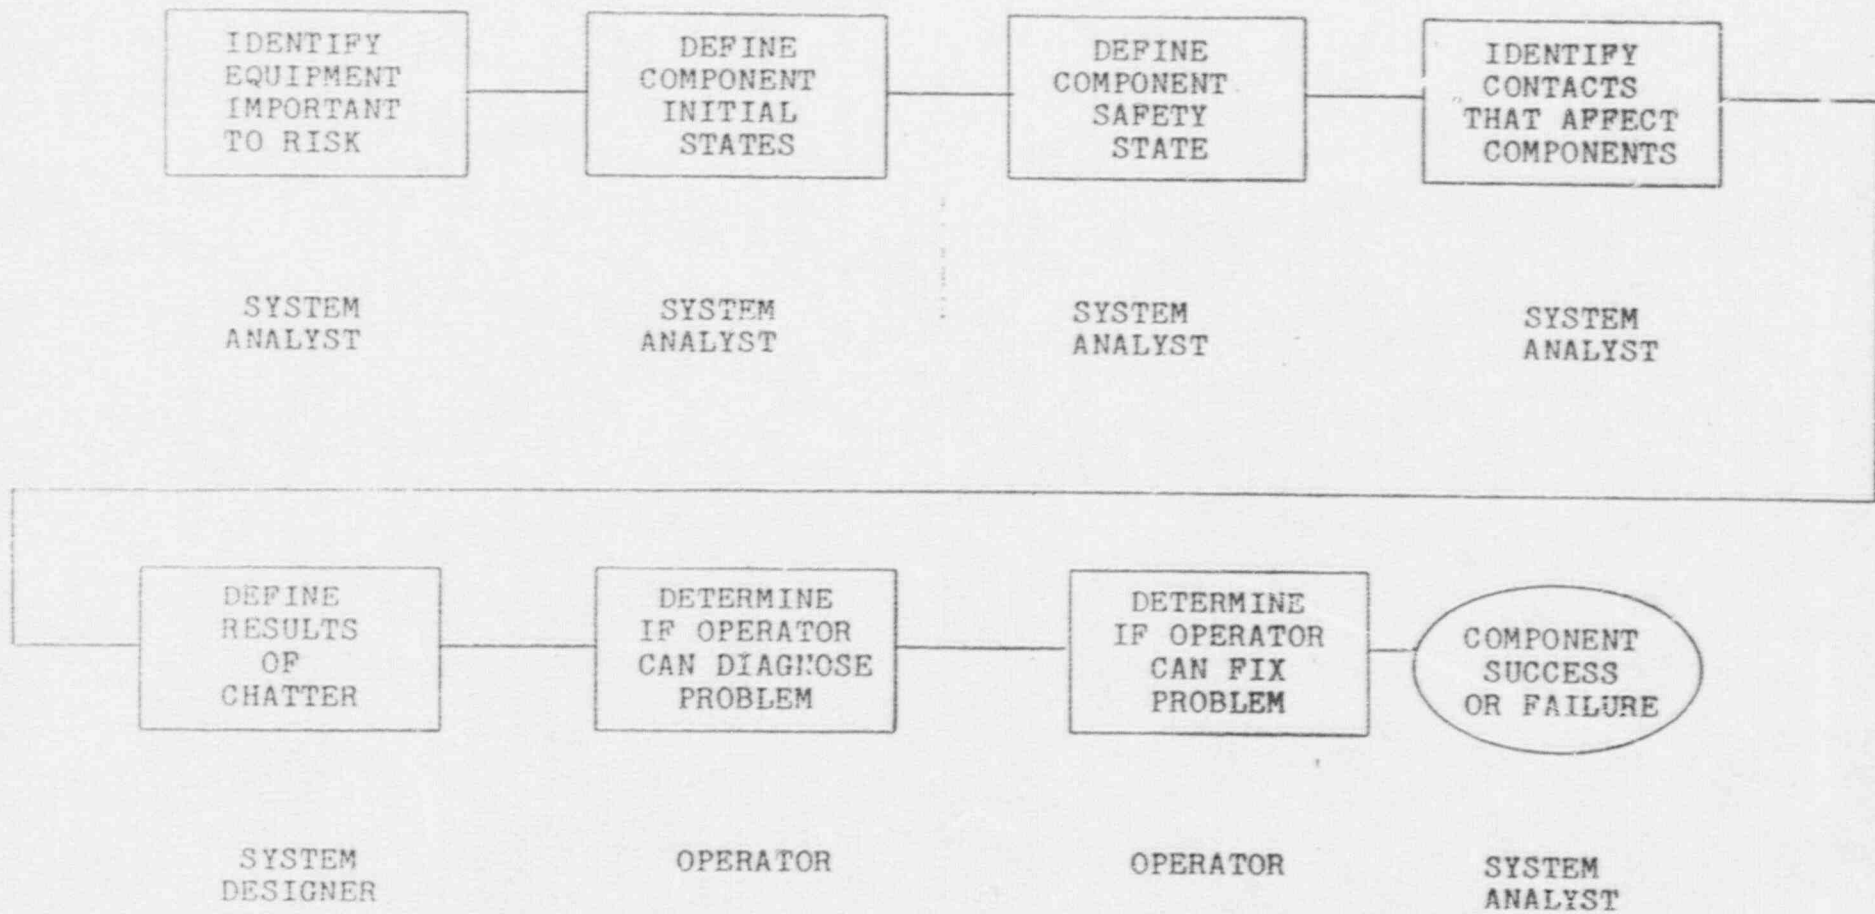 IDENTIFY
EQUIPMENT
IMPORTANT
TO RISK
DEFINE
COMPONENT
INITIAL
STATES
DEFINE
COMPONENT
SAFETY
STATE
IDENTIFY
CONTACTS
THAT AFFECT
COMPONENTS
SYSTEM
ANALYST
SYSTEM
ANALYST
SYSTEM
ANALYST
SYSTEM
ANALYST
DEFINE
RESULTS
OF
CHATTER
DETERMINE
IF OPERATOR
CAN DIAGNOSE
PROBLEM
DETERMINE
IF OPERATOR
CAN FIX
PROBLEM
COMPONENT
SUCCESS
OR FAILURE
SYSTEM
DESIGNER
OPERATOR
OPERATOR
SYSTEM
ANALYST